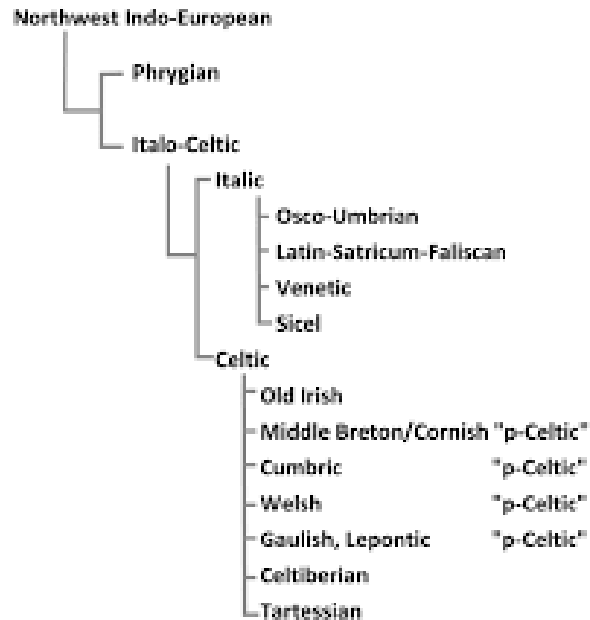 Northwest Indo-European
Phrygian
Italo-Celtic
Italic
Osco-Umbrian
Latin-Satricum-Faliscan
Venetic
Sicel
Celtic
Old Irish
Middle Breton/Cornish "p-Celtic"
Cumbric "p-Celtic"
Welsh "p-Celtic"
Gaulish, Lepontic "p-Celtic"
Celtiberian
Tartessian